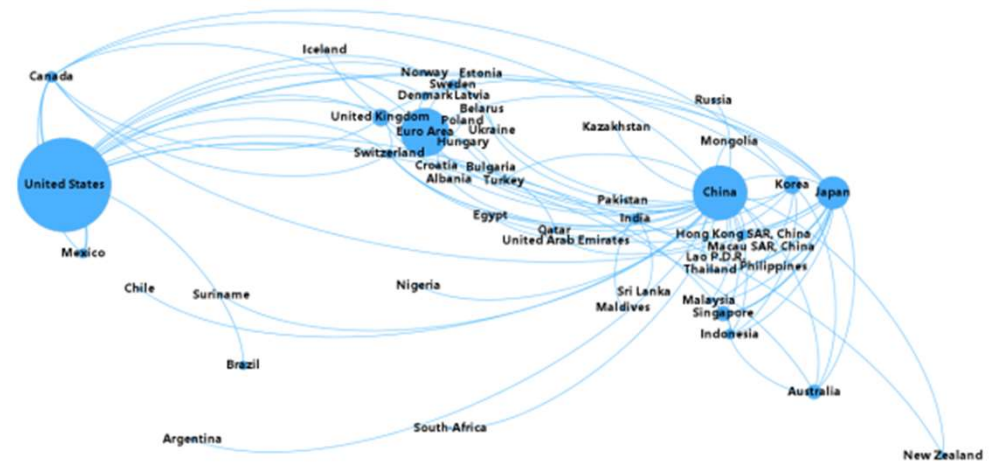 Iceland
Canada
Norway
Estonia
Sweden
Denmark
Latvia
Russia
Belarus
United Kingdom
Poland
Kazakhstan
Euro Area
Ukraine
Hungary
Mongolia
Switzerland
Croatia
Bulgaria
Albania
Turkey
United States
China
Korea
Japan
Pakistan
Egypt
India
Qatar
Hong Kong SAR, China
United Arab Emirates
Macau SAR, China
Mexico
Lao P.D.R.
Thailand
Philippines
Chile
Suriname
Nigeria
Sri Lanka
Maldives
Malaysia
Singapore
Indonesia
Brazil
Australia
South Africa
Argentina
New Zealand